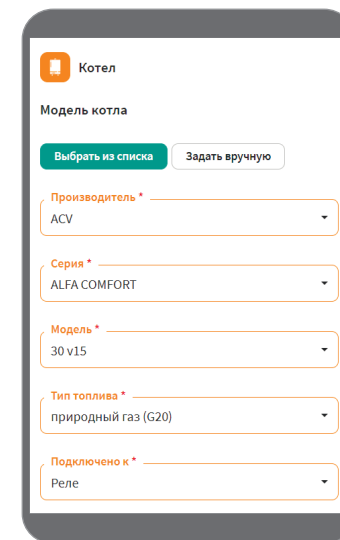 Котел
Модель котла
Выбрать из списка Задать вручную
Производитель *
ACV
Серия *
ALFA COMFORT
Модель *
30 v15
Тип топлива *
природный газ (G20)
Подключено к *
Реле